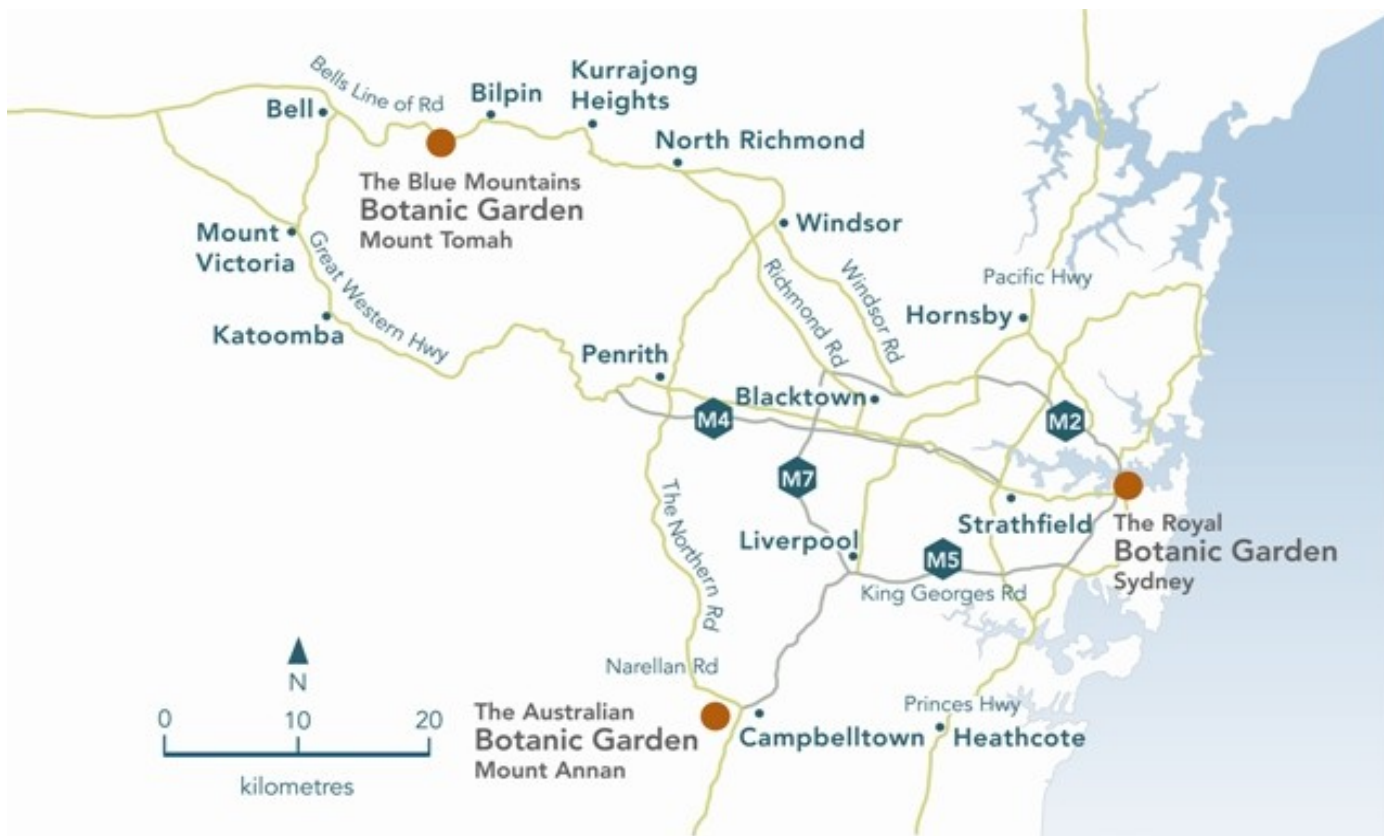 Bells Line of Rd
Bell
Bilpin
Kurrajong
Heights
North Richmond
The Blue Mountains
Botanic Garden
Mount Tomah
Windsor
Mount
Victoria
Great Western Hwy
Katoomba
Richmond Rd
Windsor Rd
Pacific Hwy
Hornsby
Penrith
Blacktown
M4
M2
M7
The Northern Rd
Liverpool
Strathfield
M5
King Georges Rd
The Royal
Botanic Garden
Sydney
Narellan Rd
N
0 10 20
kilometres
The Australian
Botanic Garden
Mount Annan
Campbelltown
Princes Hwy
Heathcote